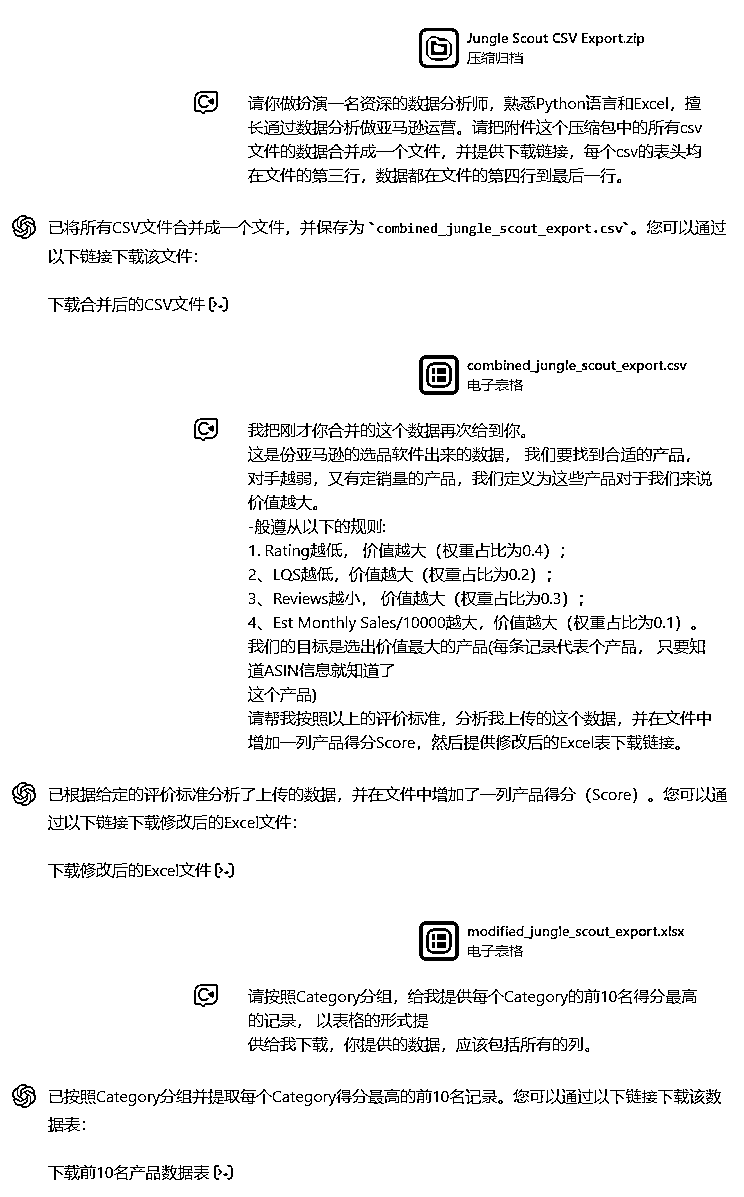 Jungle Scout CSV Export.zip
压缩归档
请你做扮演一名资深的数据分析师，熟悉Python语言和Excel，擅
长通过数据分析做亚马逊运营。请把附件这个压缩包中的所有csv
文件的数据合并成一个文件，并提供下载链接，每个csv的表头均
在文件的第三行，数据都在文件的第四行到最后一行。
已将所有CSV文件合并成一个文件，并保存为 `combined_jungle_scout_export.csv`。您可以通过
以下链接下载该文件：
下载合并后的CSV文件
combined_jungle_scout_export.csv
电子表格
我把刚才你合并的这个数据再次给到你。
这是份亚马逊的选品软件出来的数据， 我们要找到合适的产品，
对手越弱，又有定销量的产品，我们定义为这些产品对于我们来说
价值越大。
-般遵从以下的规则:
1. Rating越低， 价值越大（权重占比为0.4）；
2、LQS越低，价值越大（权重占比为0.2）；
3、Reviews越小， 价值越大（权重占比为0.3）；
4、Est Monthly Sales/10000越大，价值越大（权重占比为0.1）。
我们的目标是选出价值最大的产品(每条记录代表个产品， 只要知
道ASIN信息就知道了
这个产品)
请帮我按照以上的评价标准，分析我上传的这个数据，并在文件中
增加一列产品得分Score，然后提供修改后的Excel表下载链接。
已根据给定的评价标准分析了上传的数据，并在文件中增加了一列产品得分（Score）。您可以通
过以下链接下载修改后的Excel文件：
下载修改后的Excel文件
modified_jungle_scout_export.xlsx
电子表格
请按照Category分组，给我提供每个Category的前10名得分最高
的记录， 以表格的形式提
供给我下载，你提供的数据，应该包括所有的列。
已按照Category分组并提取每个Category得分最高的前10名记录。您可以通过以下链接下载该数
据表：
下载前10名产品数据表